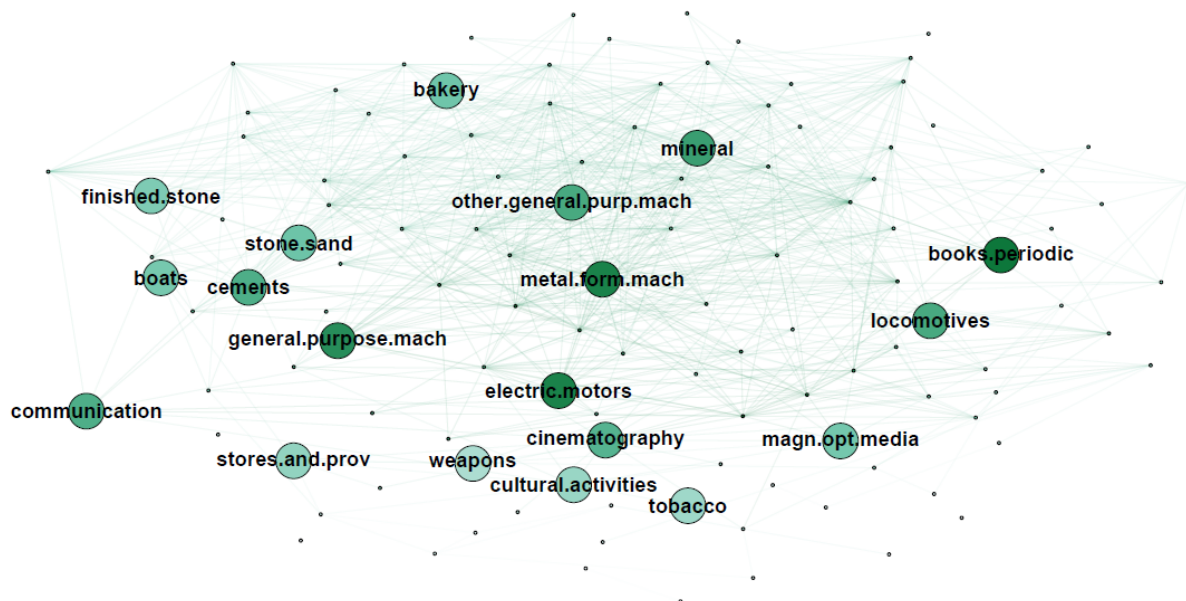 bakery
mineral
finished.stone
other.general.purp.mach
stone.sand
books.periodic
boats
metal.form.mach
cements
locomotives
general.purpose.mach
electric.motors
communication
cinematography
magn.opt.media
stores.and.prov
weapons
cultural.activities
tobacco